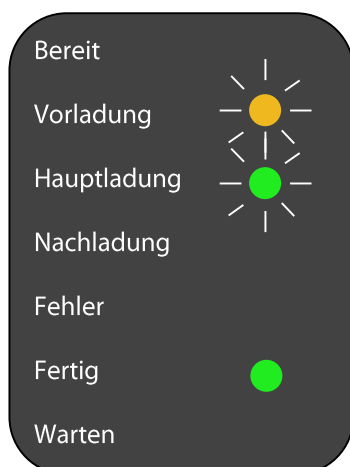 Bereit
Vorladung
Hauptladung
Nachladung
Fehler
Fertig
Warten